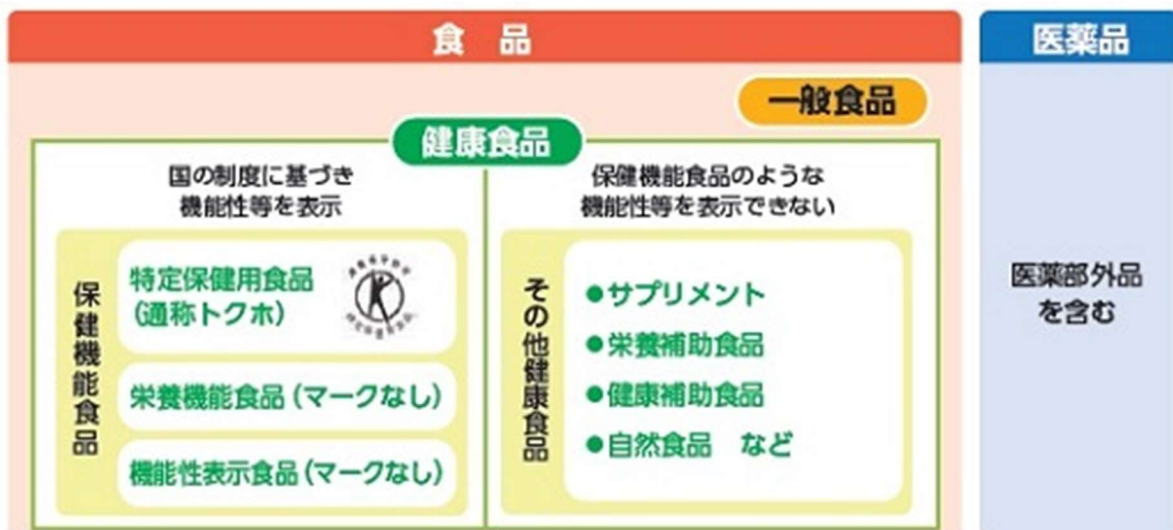 食品
医薬品
一般食品
健康食品
国の制度に基づき
機能性等を表示
保健機能食品
特定保健用食品
(通称トクホ)
栄養機能食品(マークなし)
機能性表示食品(マークなし)
保健機能食品のような
機能性等を表示できない
その他健康食品
●サプリメント
●栄養補助食品
●健康補助食品
●自然食品 など
医薬部外品
を含む